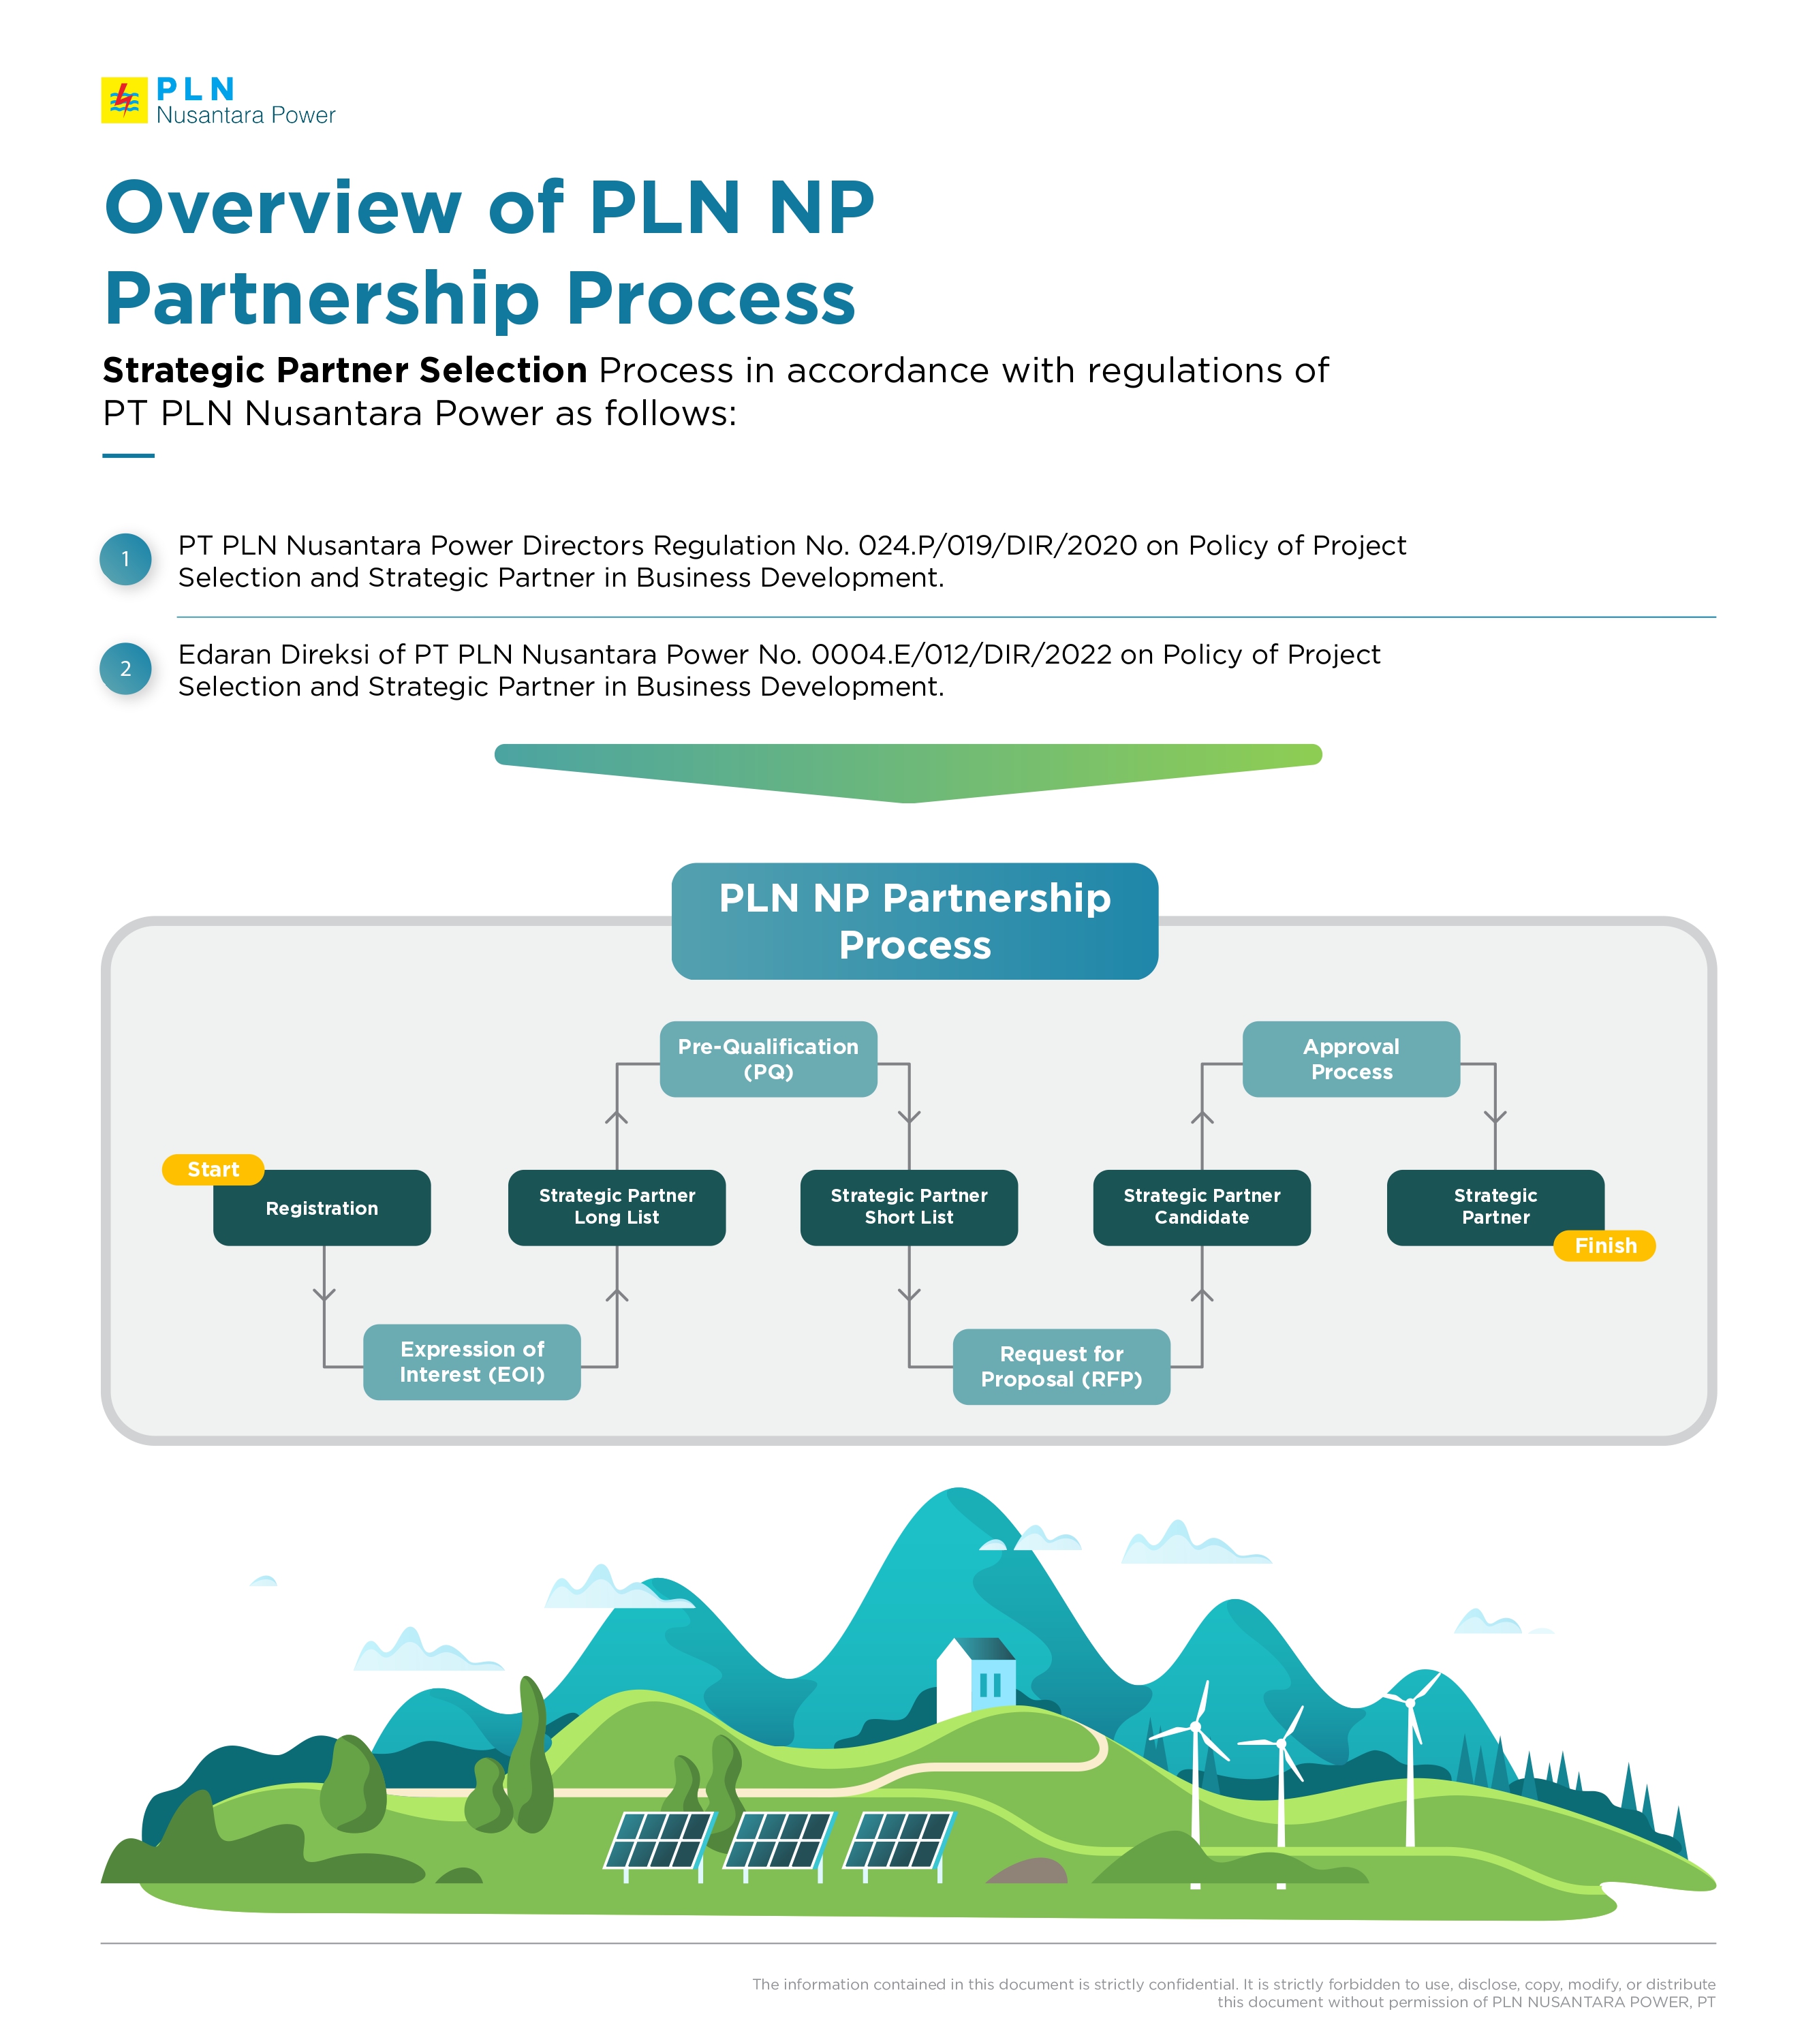 PLN
Nusantara Power
Overview of PLN NP
Partnership Process
Strategic Partner Selection Process in accordance with regulations of
PT PLN Nusantara Power as follows:
1
PT PLN Nusantara Power Directors Regulation No. 024.P/019/DIR/2020 on Policy of Project
Selection and Strategic Partner in Business Development.
2
Edaran Direksi of PT PLN Nusantara Power No. 0004.E/012/DIR/2022 on Policy of Project
Selection and Strategic Partner in Business Development.
PLN NP Partnership
Process
Start
Registration
Expression of
Interest (EOI)
Strategic Partner
Long List
Pre-Qualification
(PQ)
Strategic Partner
Short List
Request for
Proposal (RFP)
Strategic Partner
Candidate
Approval
Process
Strategic
Partner
Finish
The information contained in this document is strictly confidential. It is strictly forbidden to use, disclose, copy, modify, or distribute
this document without permission of PLN NUSANTARA POWER, PT